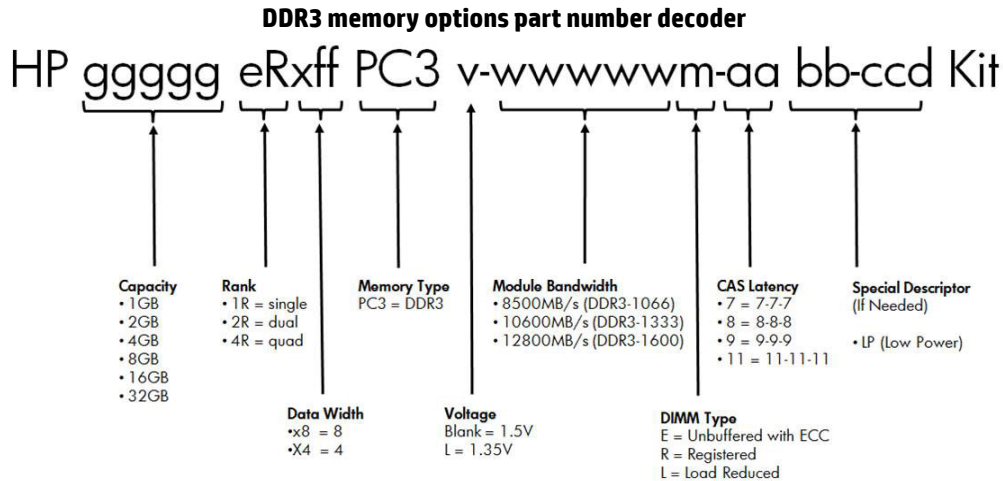 DDR3 memory options part number decoder
HP ggggg eRxff PC3 v-wwwwwm-aa bb-ccd Kit
Capacity
• 1GB
• 2GB
• 4GB
• 8GB
• 16GB
• 32GB
Rank
• 1R = single
• 2R = dual
• 4R = quad
Memory Type
PC3 = DDR3
Module Bandwidth
• 8500MB/s (DDR3-1066)
• 10600MB/s (DDR3-1333)
• 12800MB/s (DDR3-1600)
CAS Latency
• 7 = 7-7-7
• 8 = 8-8-8
• 9 = 9-9-9
• 11 = 11-11-11
Special Descriptor
(If Needed)
• LP (Low Power)
Data Width
•x8 = 8
•X4 = 4
Voltage
Blank = 1.5V
L = 1.35V
DIMM Type
E = Unbuffered with ECC
R = Registered
L = Load Reduced